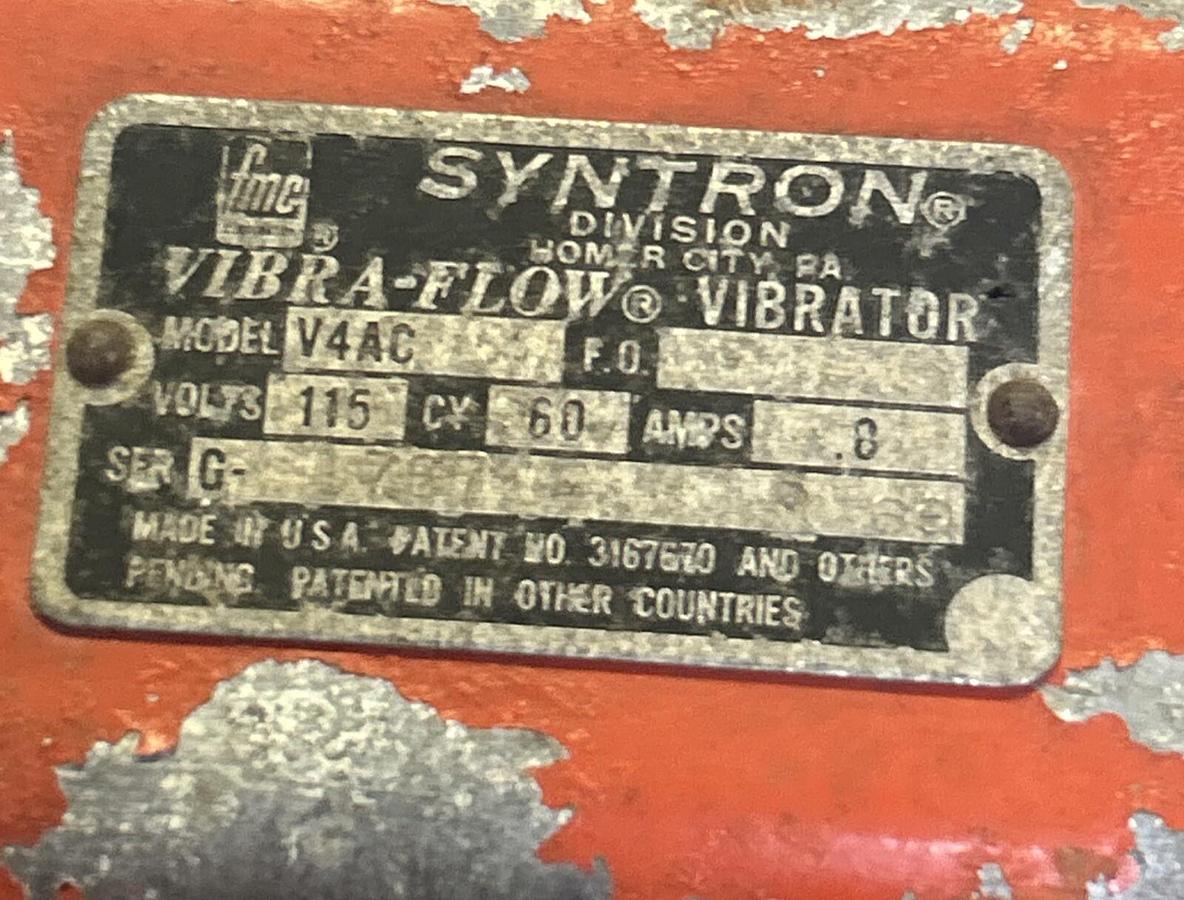 fmc ®
SYNTRON®
DIVISION
HOMER CITY, PA.
VIBRA-FLOW® VIBRATOR
MODEL V4AC F.O.
VOLTS 115 CY 60 AMPS .8
SER G-
MADE IN U.S.A. PATENT NO. 3167670 AND OTHERS
PENDING. PATENTED IN OTHER COUNTRIES